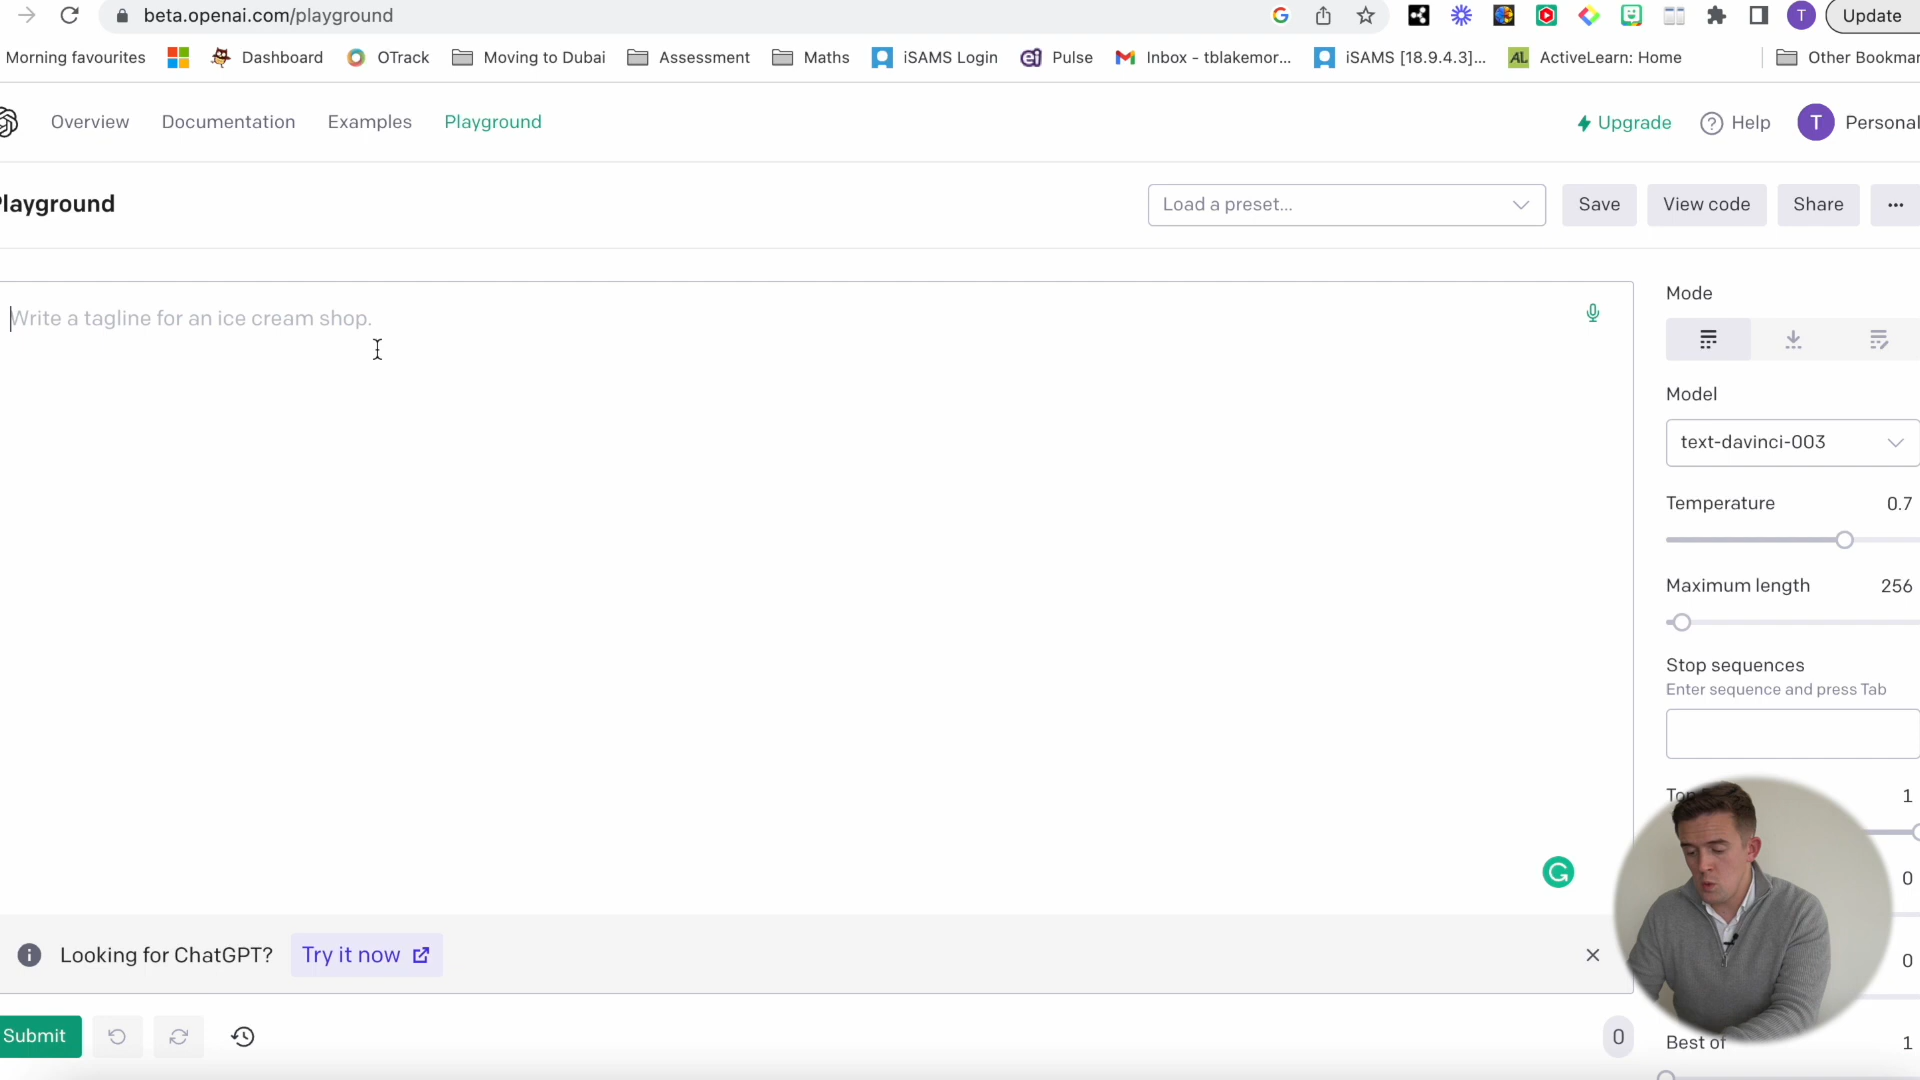 beta.openai.com/playground
T
Update
Morning favourites
Dashboard
OTrack
Moving to Dubai
Assessment
Maths
iSAMS Login
Pulse
Inbox - tblakemor...
iSAMS [18.9.4.3]...
AL
ActiveLearn: Home
Other Bookmar
Overview
Documentation
Examples
Playground
Upgrade
Help
T
Personal
layground
Load a preset...
Save
View code
Share
Write a tagline for an ice cream shop.
Mode
Model
text-davinci-003
Temperature
0.7
Maximum length
256
Stop sequences
Enter sequence and press Tab
1
0
0
Looking for ChatGPT?
Try it now
Submit
0
Best of
1